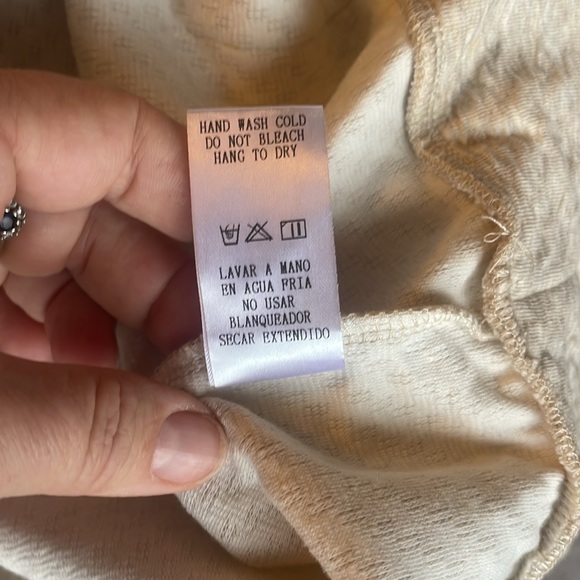 HAND WASH COLD
DO NOT BLEACH
HANG TO DRY
LAVAR A MANO
EN AGUA FRIA
NO USAR
BLANQUEADOR
SECAR EXTENDIDO